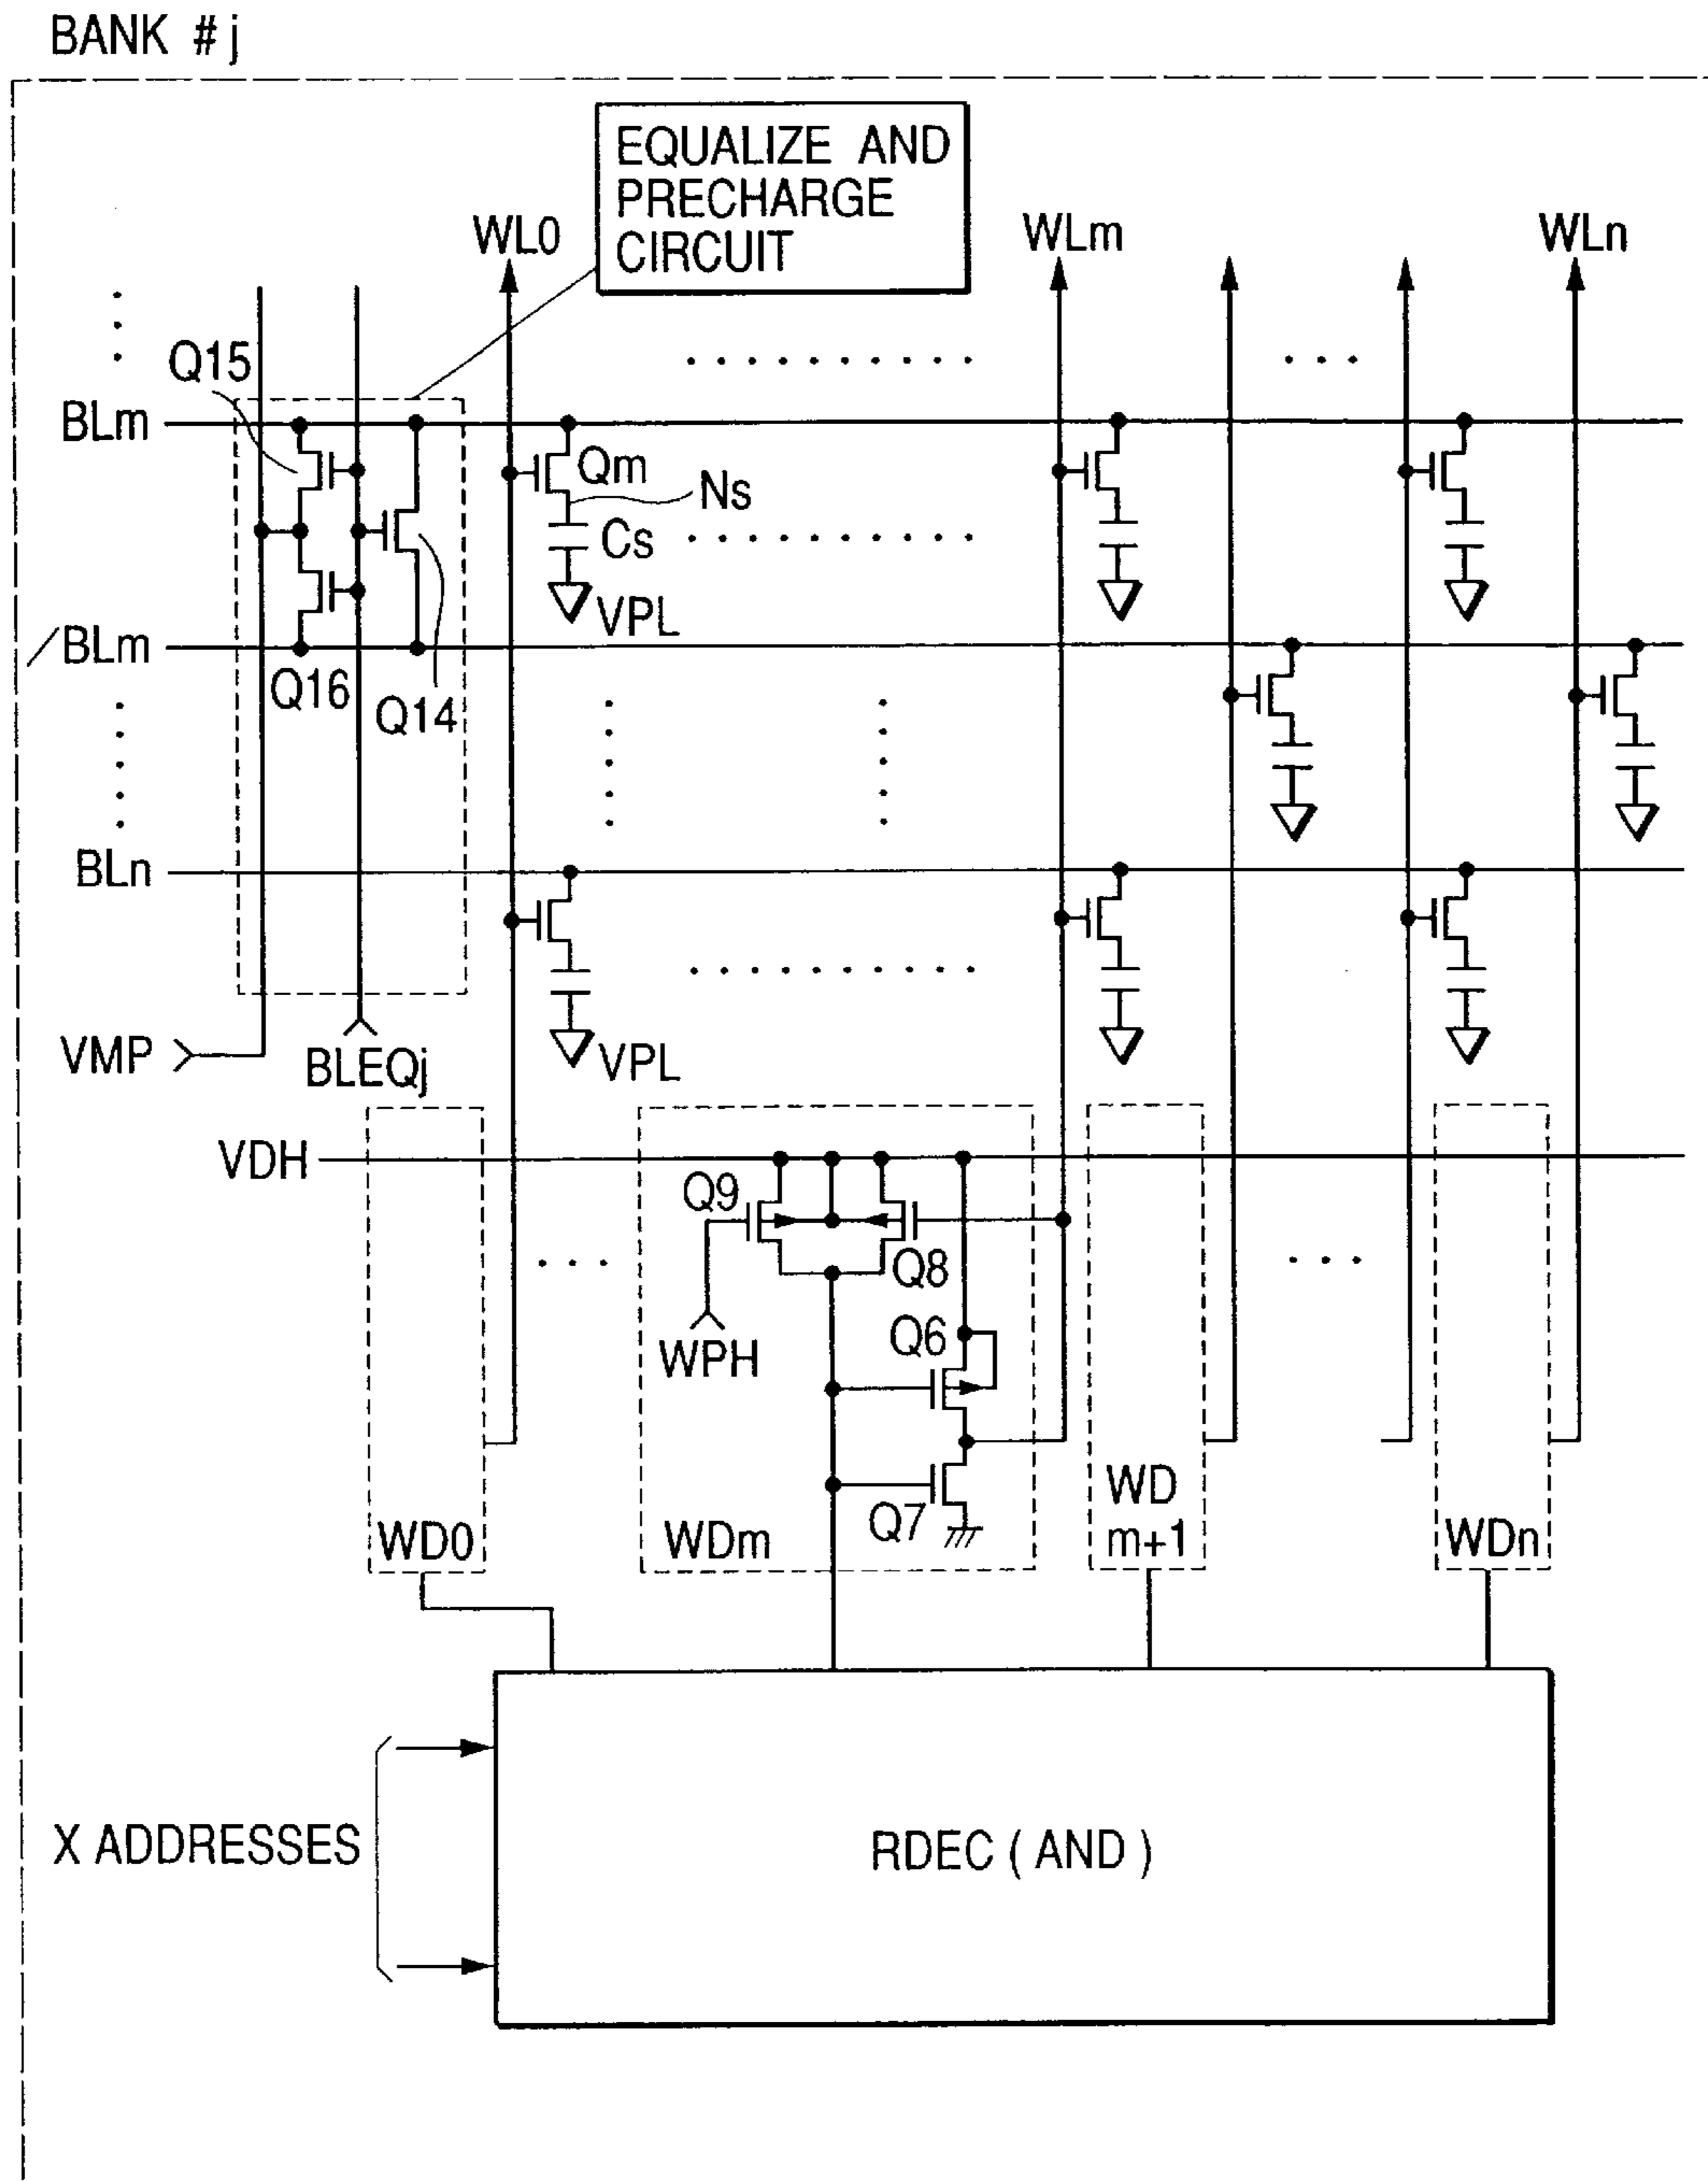 BANK #j
EQUALIZE AND
PRECHARGE
CIRCUIT
WL0
WLm
WLn
Q15
BLm
Qm
Ns
Cs
VPL
/BLm
Q16
Q14
BLn
VMP
BLEQj
VPL
VDH
Q9
Q8
WPH
Q6
Q7
WD0
WDm
WD
m+1
WDn
X ADDRESSES
RDEC ( AND )